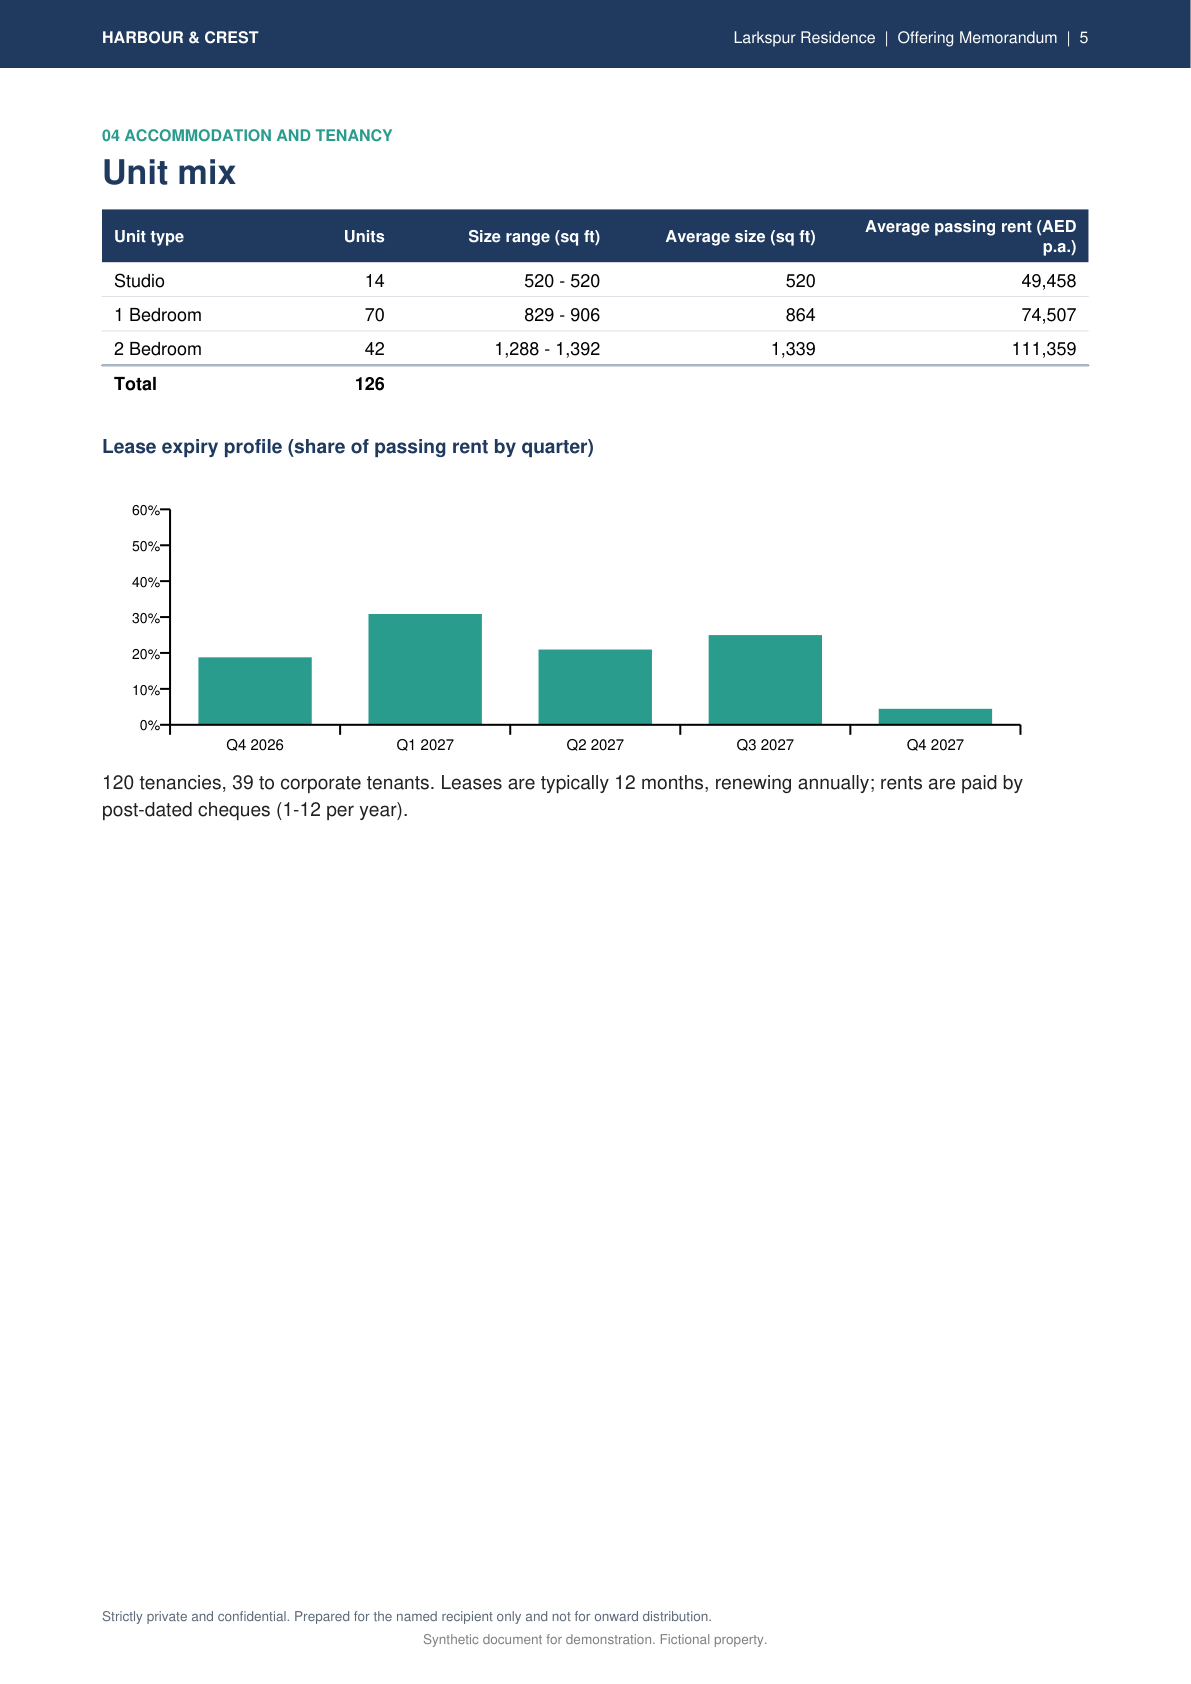 HARBOUR & CREST
Larkspur Residence | Offering Memorandum | 5
04 ACCOMMODATION AND TENANCY
Unit mix
Unit type Units Size range (sq ft) Average size (sq ft) Average passing rent (AED
p.a.)
Studio 14 520 - 520 520 49,458
1 Bedroom 70 829 - 906 864 74,507
2 Bedroom 42 1,288 - 1,392 1,339 111,359
Total 126
Lease expiry profile (share of passing rent by quarter)
60%
50%
40%
30%
20%
10%
0%
Q4 2026 Q1 2027 Q2 2027 Q3 2027 Q4 2027
120 tenancies, 39 to corporate tenants. Leases are typically 12 months, renewing annually; rents are paid by
post-dated cheques (1-12 per year).
Strictly private and confidential. Prepared for the named recipient only and not for onward distribution.
Synthetic document for demonstration. Fictional property.